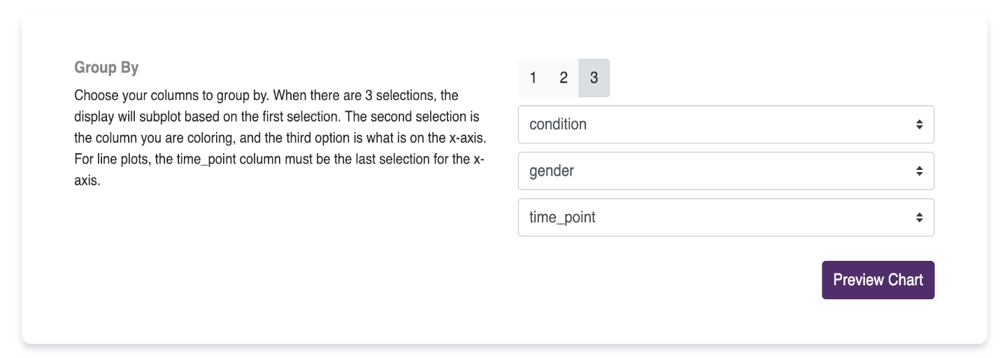 Group By
Choose your columns to group by. When there are 3 selections, the
display will subplot based on the first selection. The second selection is
the column you are coloring, and the third option is what is on the x-axis.
For line plots, the time_point column must be the last selection for the x-
axis.
1 2 3
condition
gender
time_point
Preview Chart